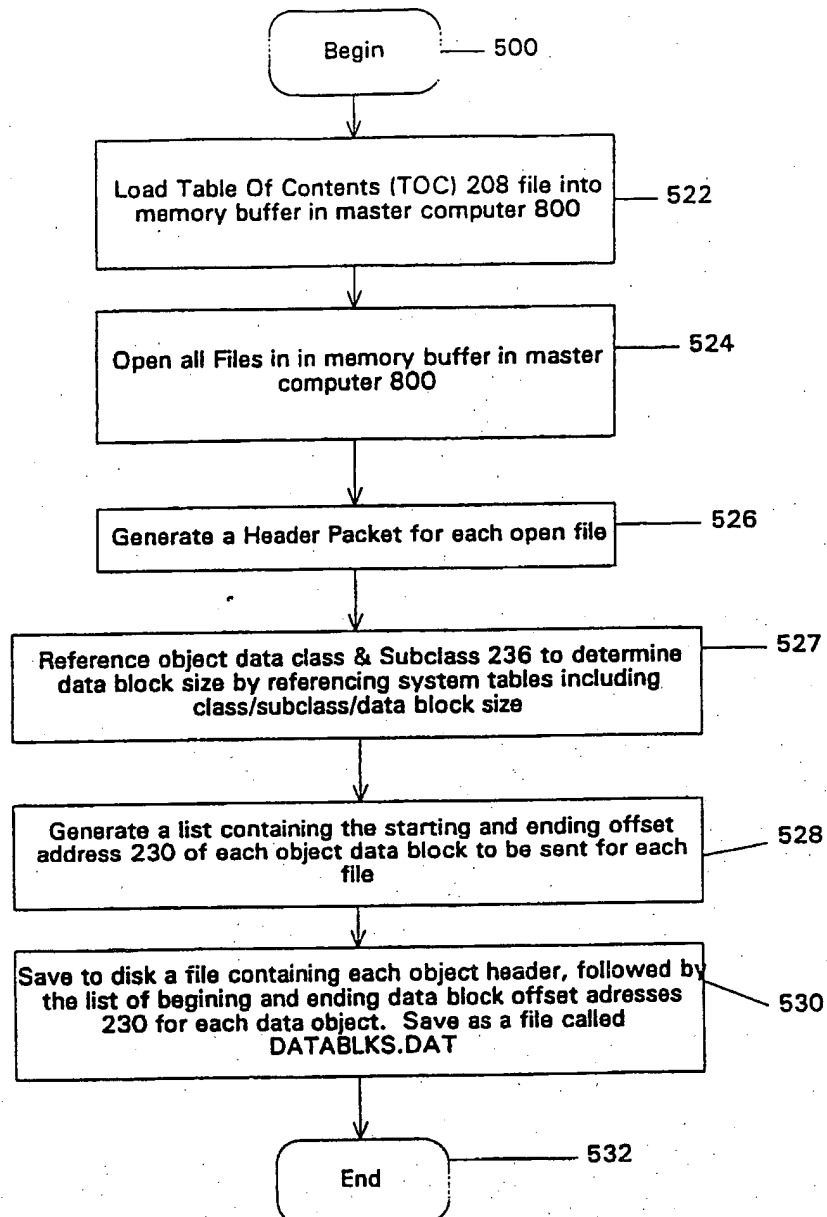 Begin
500
Load Table Of Contents (TOC) 208 file into
memory buffer in master computer 800
522
Open all Files in in memory buffer in master
computer 800
524
Generate a Header Packet for each open file
526
Reference object data class & Subclass 236 to determine
data block size by referencing system tables including
class/subclass/data block size
527
Generate a list containing the starting and ending offset
address 230 of each object data block to be sent for each
file
528
Save to disk a file containing each object header, followed by
the list of begining and ending data block offset adresses
230 for each data object. Save as a file called
DATABLKS.DAT
530
End
532